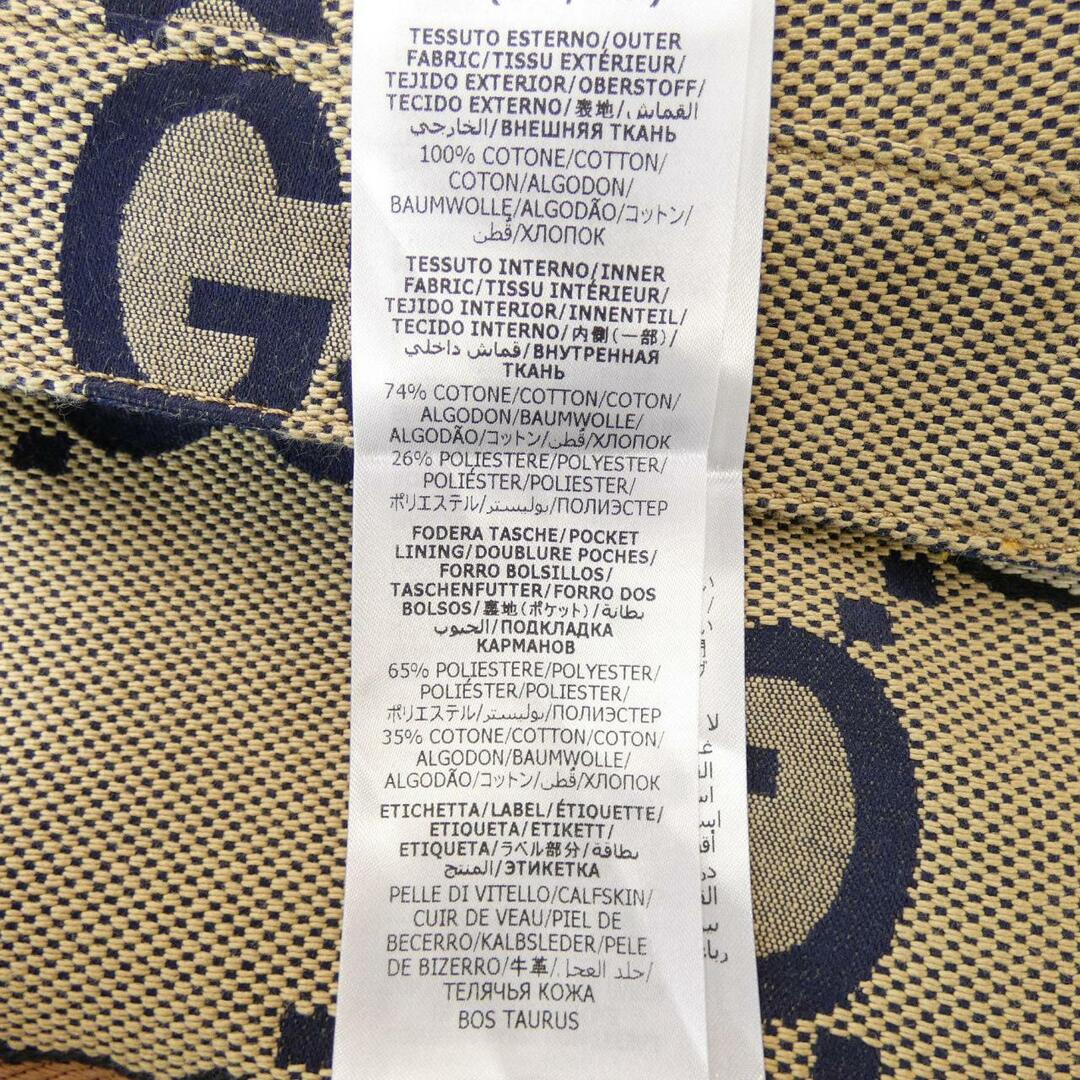 TESSUTO ESTERNO/OUTER
FABRIC/TISSU EXTÉRIEUR/
TEJIDO EXTERIOR/OBERSTOFF/
TECIDO EXTERNO/表地/القماش
الخارجي/ВНЕШНЯЯ ТКАНЬ
100% COTONE/COTTON/
COTON/ALGODON/
BAUMWOLLE/ALGODÃO/コットン/
قُطن/ХЛОПОК
TESSUTO INTERNO/INNER
FABRIC/TISSU INTÉRIEUR/
TEJIDO INTERIOR/INNENTEIL/
TECIDO INTERNO/内側(一部)/
قماش داخلي/ВНУТРЕННАЯ
ТКАНЬ
74% COTONE/COTTON/COTON/
ALGODON/BAUMWOLLE/
ALGODÃO/コットン/قُطن/ХЛОПОК
26% POLIESTERE/POLYESTER/
POLIÉSTER/POLIESTER/
ポリエステル/بوليستر/ПОЛИЭСТЕР
FODERA TASCHE/POCKET
LINING/DOUBLURE POCHES/
FORRO BOLSILLOS/
TASCHENFUTTER/FORRO DOS
BOLSOS/裏地(ポケット)/بطانة
الجيوب/ПОДКЛАДКА
КАРМАНОВ
65% POLIESTERE/POLYESTER/
POLIÉSTER/POLIESTER/
ポリエステル/بوليستر/ПОЛИЭСТЕР
35% COTONE/COTTON/COTON/
ALGODON/BAUMWOLLE/
ALGODÃO/コットン/قُطن/ХЛОПОК
ETICHETTA/LABEL/ÉTIQUETTE/
ETIQUETA/ETIKETT/
ETIQUETA/ラベル部分/بطاقة
المنتج/ЭТИКЕТКА
PELLE DI VITELLO/CALFSKIN/
CUIR DE VEAU/PIEL DE
BECERRO/KALBSLEDER/PELE
DE BIZERRO/牛革/جلد العجل/
ТЕЛЯЧЬЯ КОЖА
BOS TAURUS